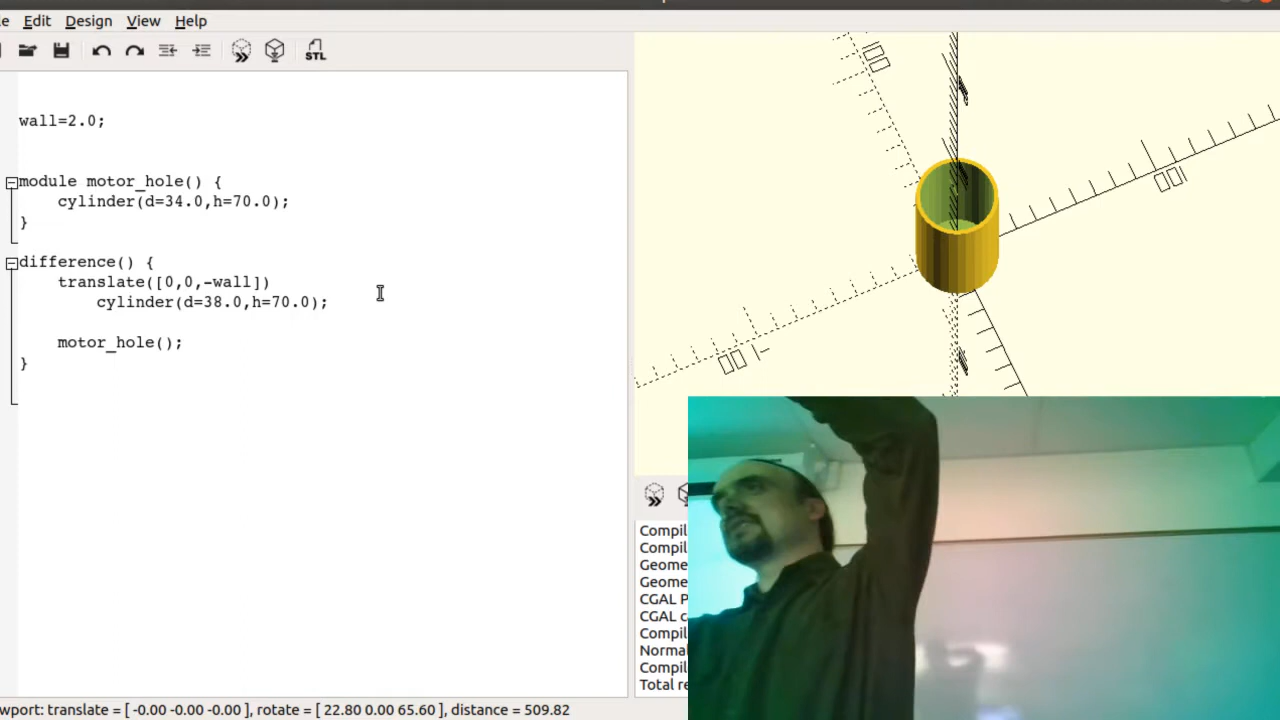 Edit Design View Help
STL
wall=2.0;
module motor_hole() {
cylinder(d=34.0,h=70.0);
}
difference() {
translate([0,0,-wall])
cylinder(d=38.0,h=70.0);
motor_hole();
}
Compil
Compil
Geome
Geome
CGAL P
CGAL c
Compil
Normal
Compil
Total re
wport: translate = [ -0.00 -0.00 -0.00 ], rotate = [ 22.80 0.00 65.60 ], distance = 509.82